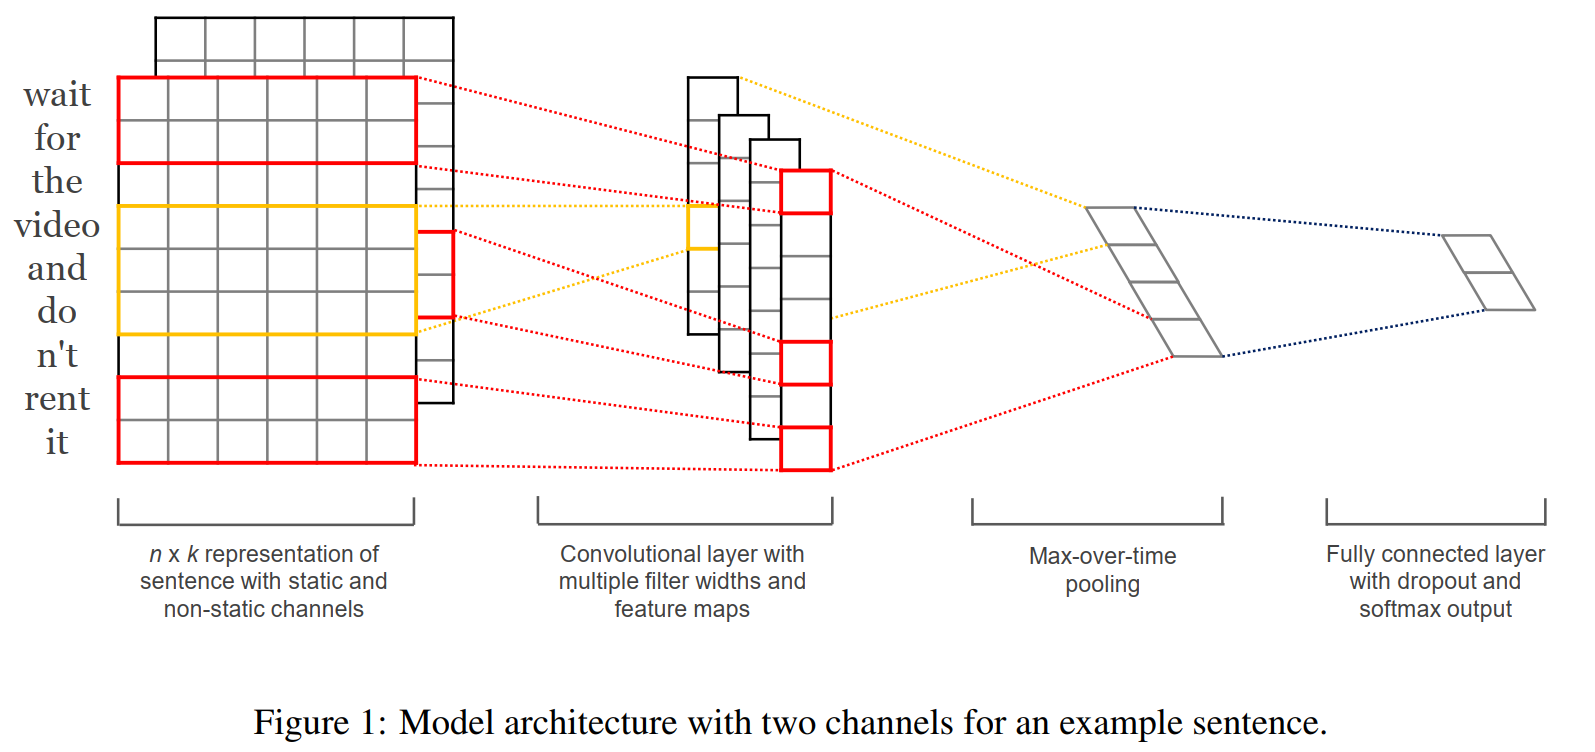 wait
for
the
video
and
do
n't
rent
it
n x k representation of
sentence with static and
non-static channels
Convolutional layer with
multiple filter widths and
feature maps
Max-over-time
pooling
Fully connected layer
with dropout and
softmax output
Figure 1: Model architecture with two channels for an example sentence.